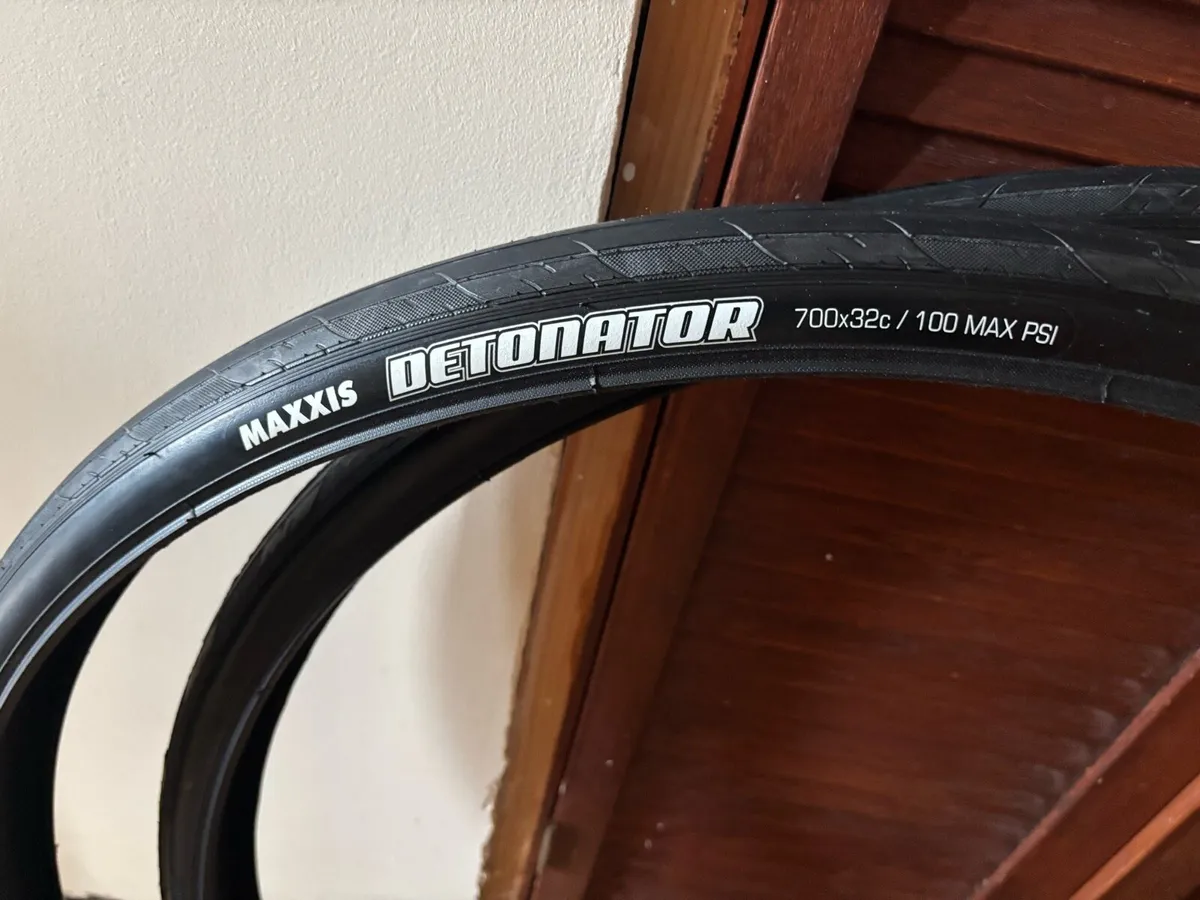 MAXXIS DETONATOR 700x32c / 100 MAX PSI